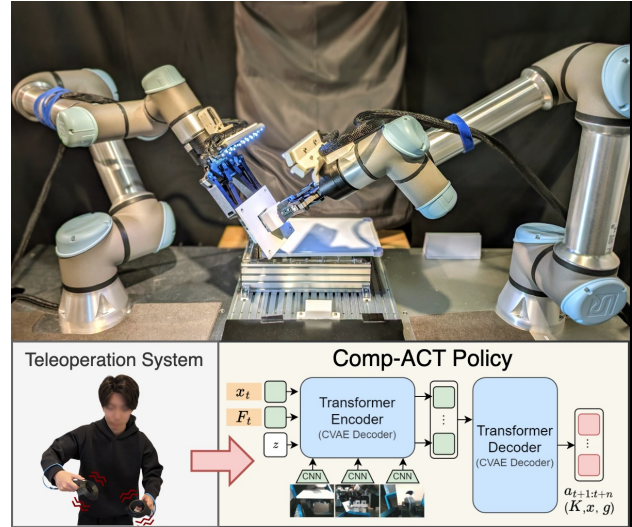 Teleoperation System
Comp-ACT Policy
x_t
F_t
z
Transformer
Encoder
(CVAE Decoder)
CNN
CNN
CNN
⋮
Transformer
Decoder
(CVAE Decoder)
⋮
a_{t+1:t+n}
(K,x, g)